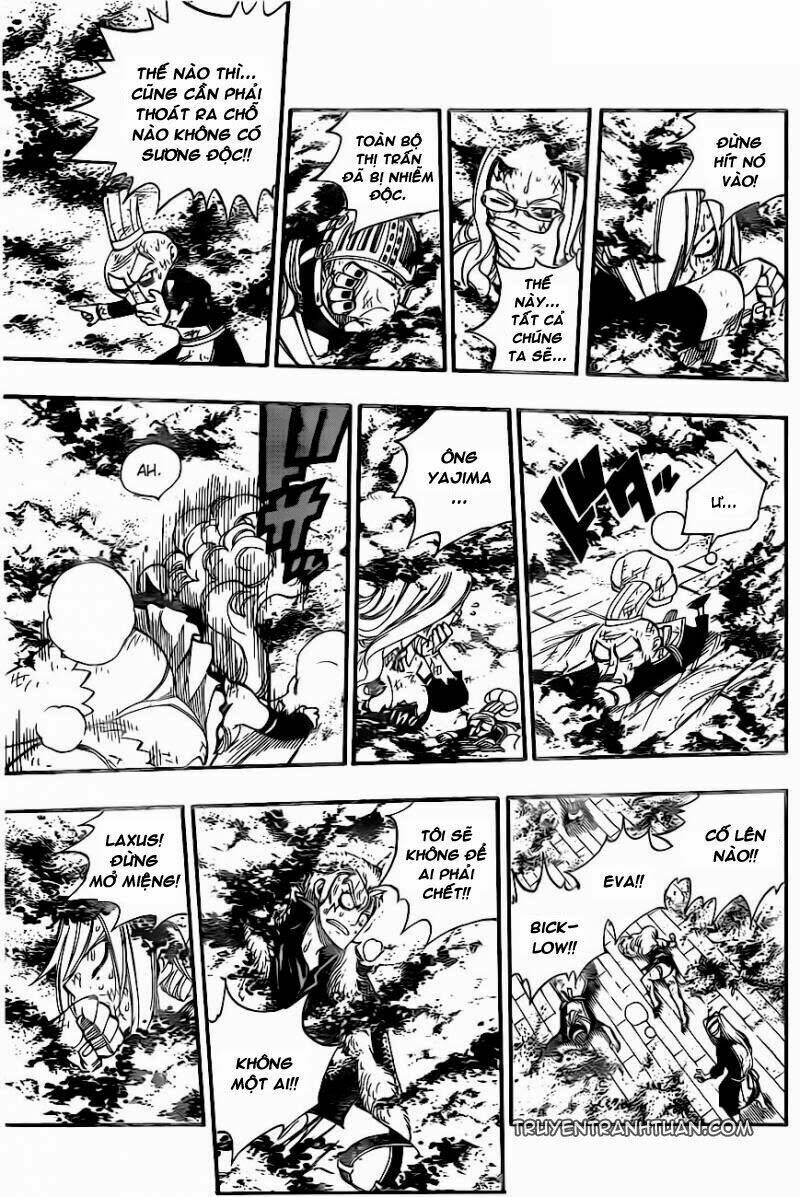 ĐỪNG
HÍT NÓ
VÀO!
THẾ
NÀY...
TẤT CẢ
CHÚNG
TA SẼ...
TOÀN BỘ
THỊ TRẤN
ĐÃ BỊ NHIỄM
ĐỘC.
THẾ NÀO THÌ...
CŨNG CẦN PHẢI
THOÁT RA CHỖ
NÀO KHÔNG CÓ
SƯƠNG ĐỘC!!
Ư...
ÔNG
YAJIMA
...
AH.
CỐ LÊN
NÀO!!
EVA!!
BICK-
LOW!!
TÔI SẼ
KHÔNG ĐỂ
AI PHẢI
CHẾT!!
KHÔNG
MỘT AI!!
LAXUS!
ĐỪNG
MỞ MIỆNG!
TRUYENTRANHTUAN.COM